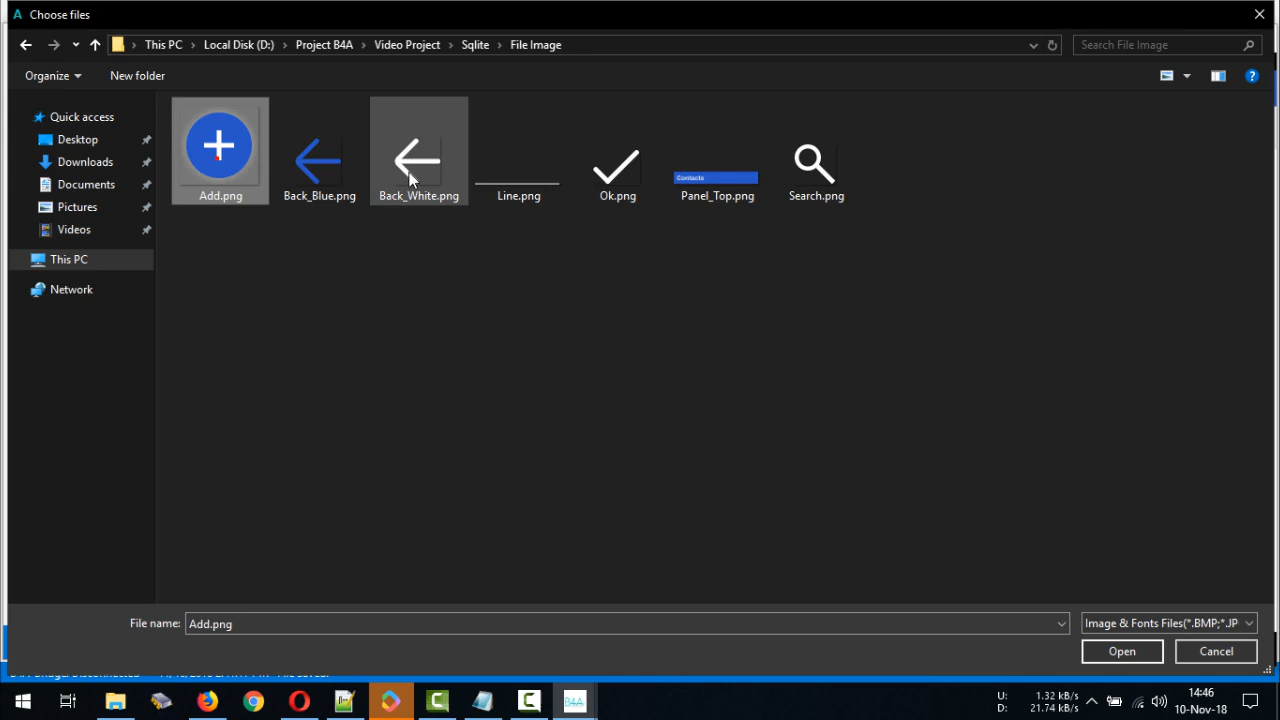 Choose files
This PC > Local Disk (D:) > Project B4A > Video Project > Sqlite > File Image
Search File Image
Organize
New folder
Quick access
Desktop
Downloads
Documents
Pictures
Videos
This PC
Network
Add.png
Back_Blue.png
Back_White.png
Line.png
Ok.png
Contacts
Panel_Top.png
Search.png
File name:
Add.png
Image & Fonts Files(*.BMP;*.JP
Open
Cancel
B4A
U: 1.32 kB/s
D: 21.74 kB/s
14:46
10-Nov-18